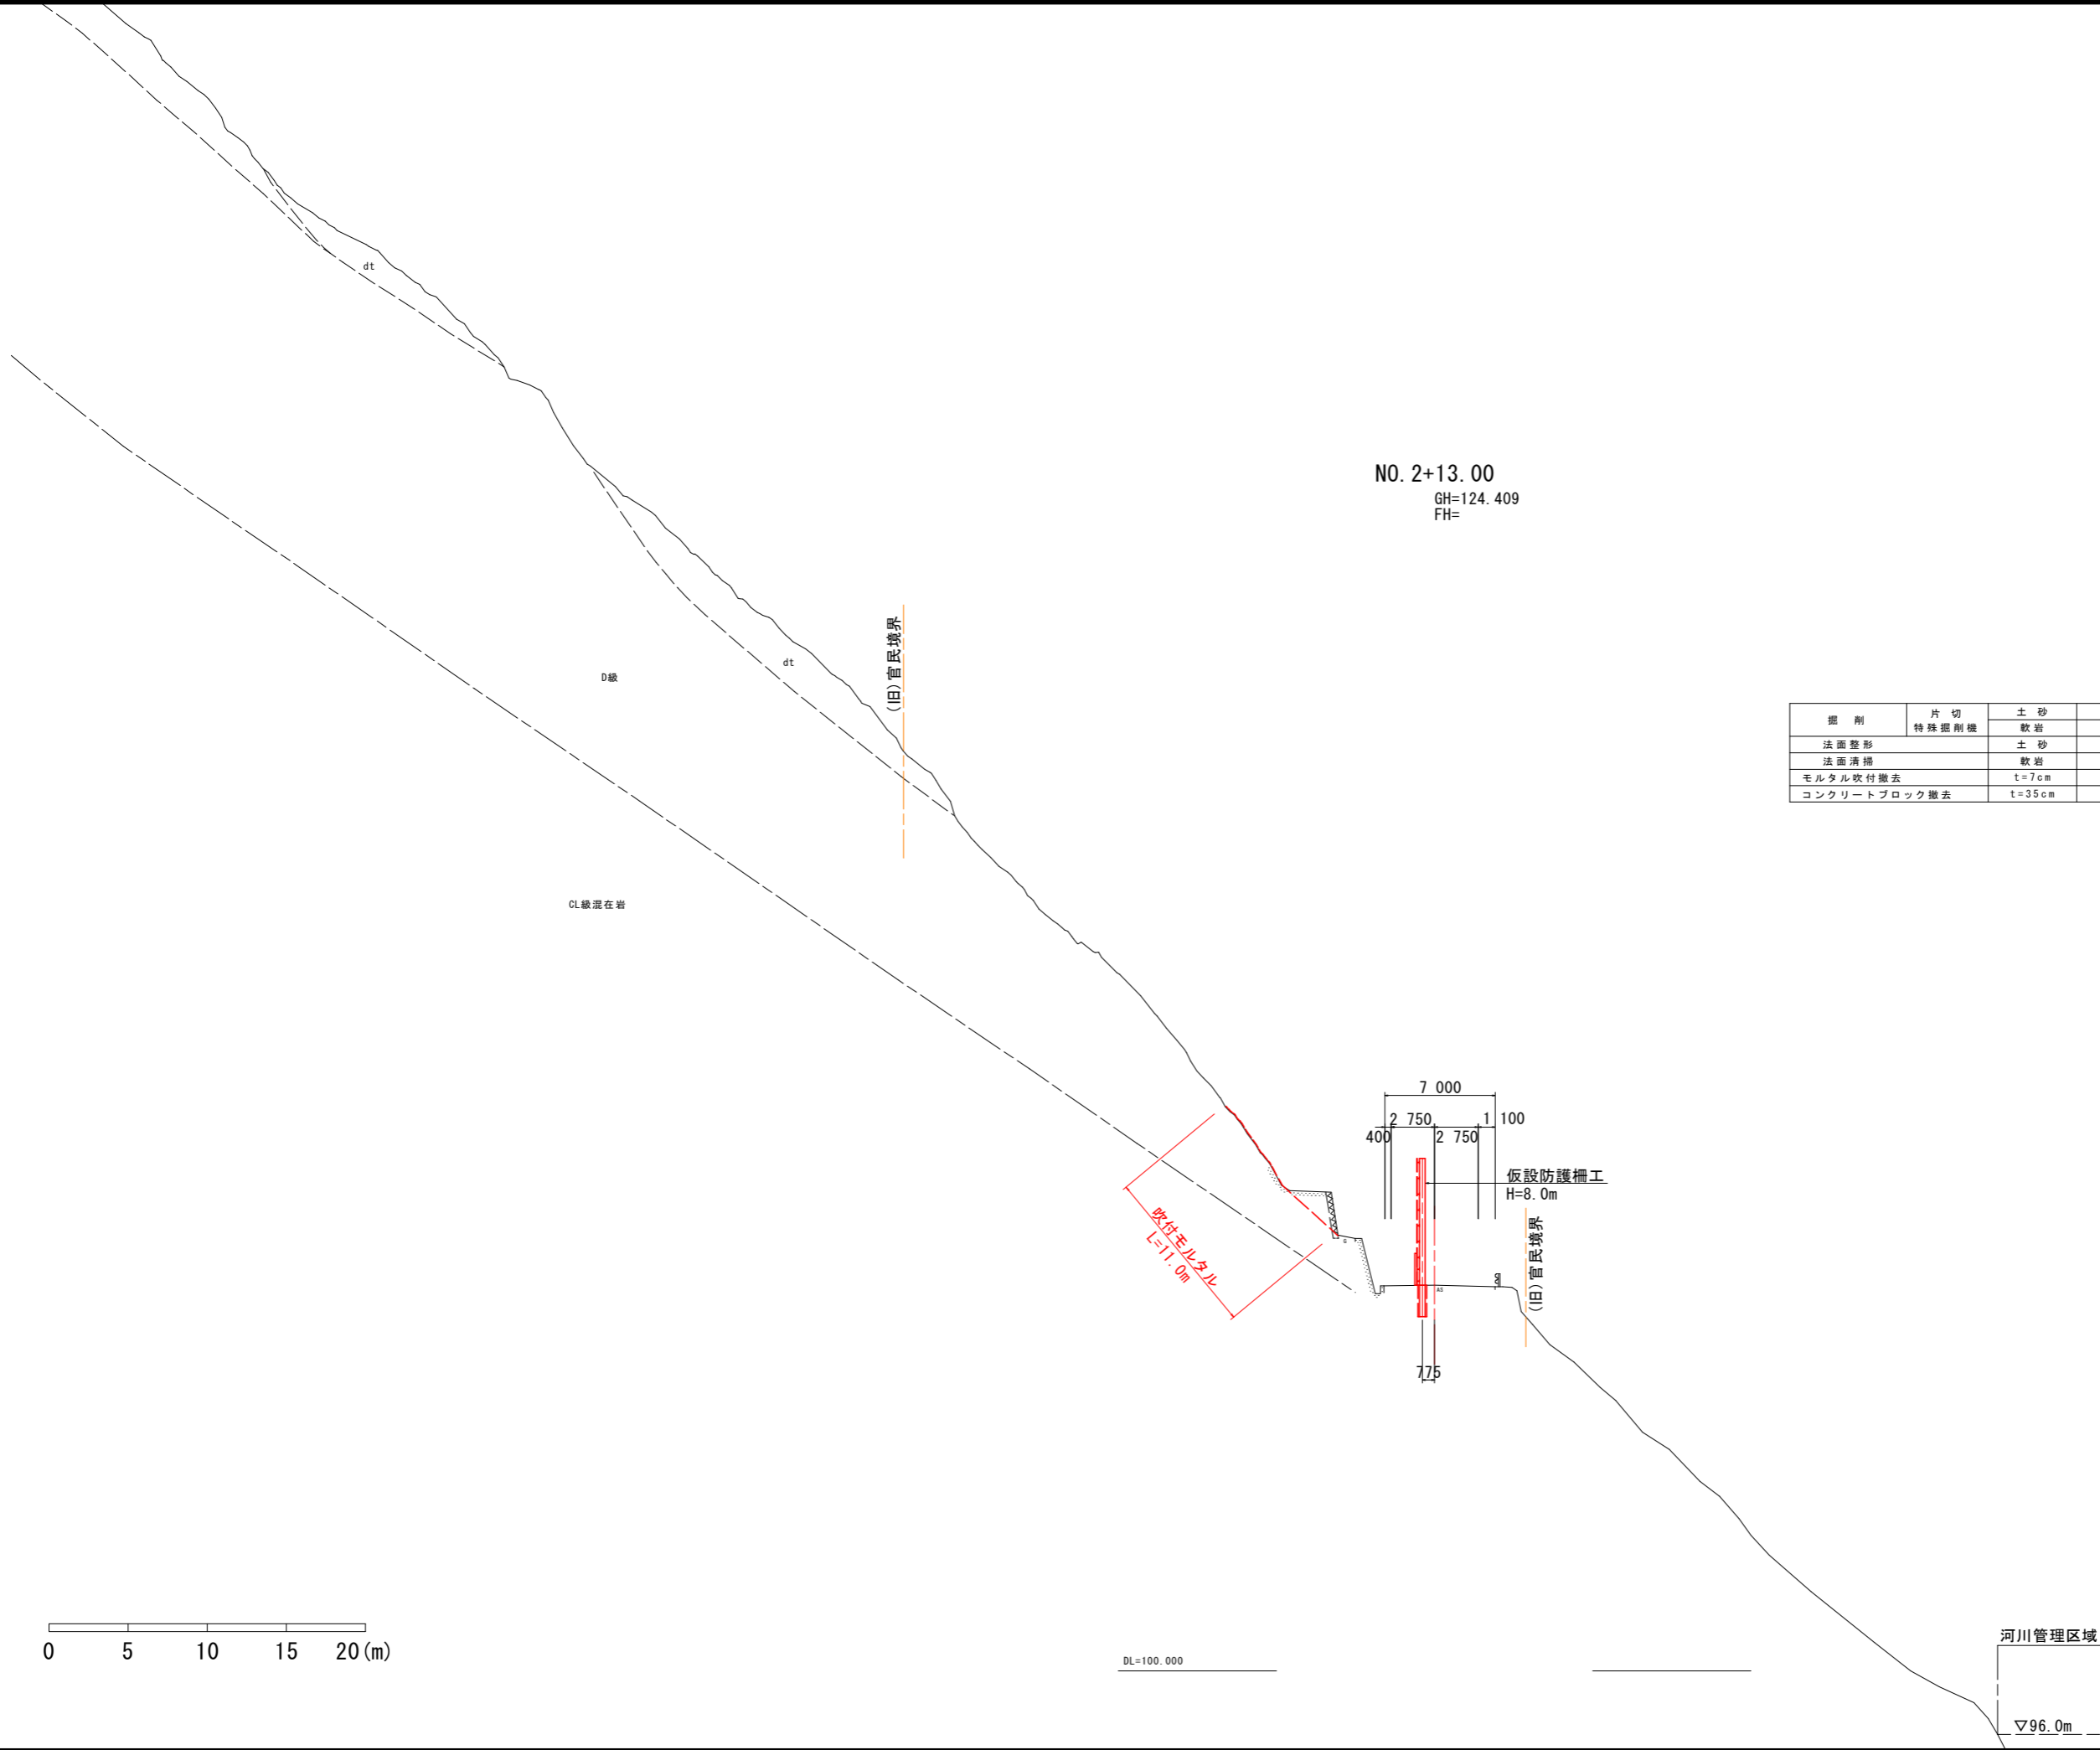 dt
NO.2+13.00
GH=124.409
FH=
(旧)官民境界
dt
D級
掘 削 片 切 土 砂
特殊掘削機 軟岩
法面整形 土 砂
法面清掃 軟岩
モルタル吹付撤去 t=7cm
コンクリートブロック撤去 t=35cm
CL級混在岩
7 000
2 750 1 100
400 2 750
仮設防護柵工
H=8.0m
吹付モルタル
L=11.0m
(旧)官民境界
AS
775
0 5 10 15 20(m)
DL=100.000
河川管理区域
▽96.0m